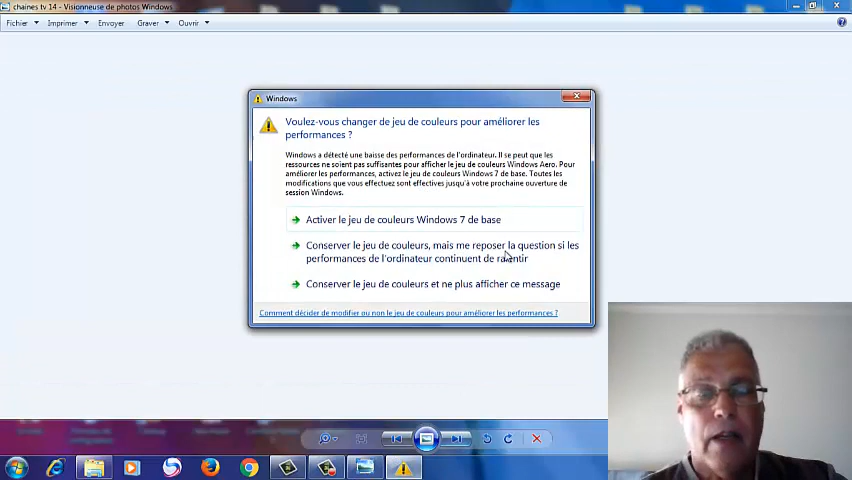 chaines tv 14 - Visionneuse de photos Windows
Fichier Imprimer Envoyer Graver Ouvrir
Windows
Voulez-vous changer de jeu de couleurs pour améliorer les
performances ?
Windows a détecté une baisse des performances de l'ordinateur. Il se peut que les
ressources ne soient pas suffisantes pour afficher le jeu de couleurs Windows Aero. Pour
améliorer les performances, activez le jeu de couleurs Windows 7 de base. Toutes les
modifications que vous effectuez sont effectives jusqu'à votre prochaine ouverture de
session Windows.
Activer le jeu de couleurs Windows 7 de base
Conserver le jeu de couleurs, mais me reposer la question si les
performances de l'ordinateur continuent de ralentir
Conserver le jeu de couleurs et ne plus afficher ce message
Comment décider de modifier ou non le jeu de couleurs pour améliorer les performances ?